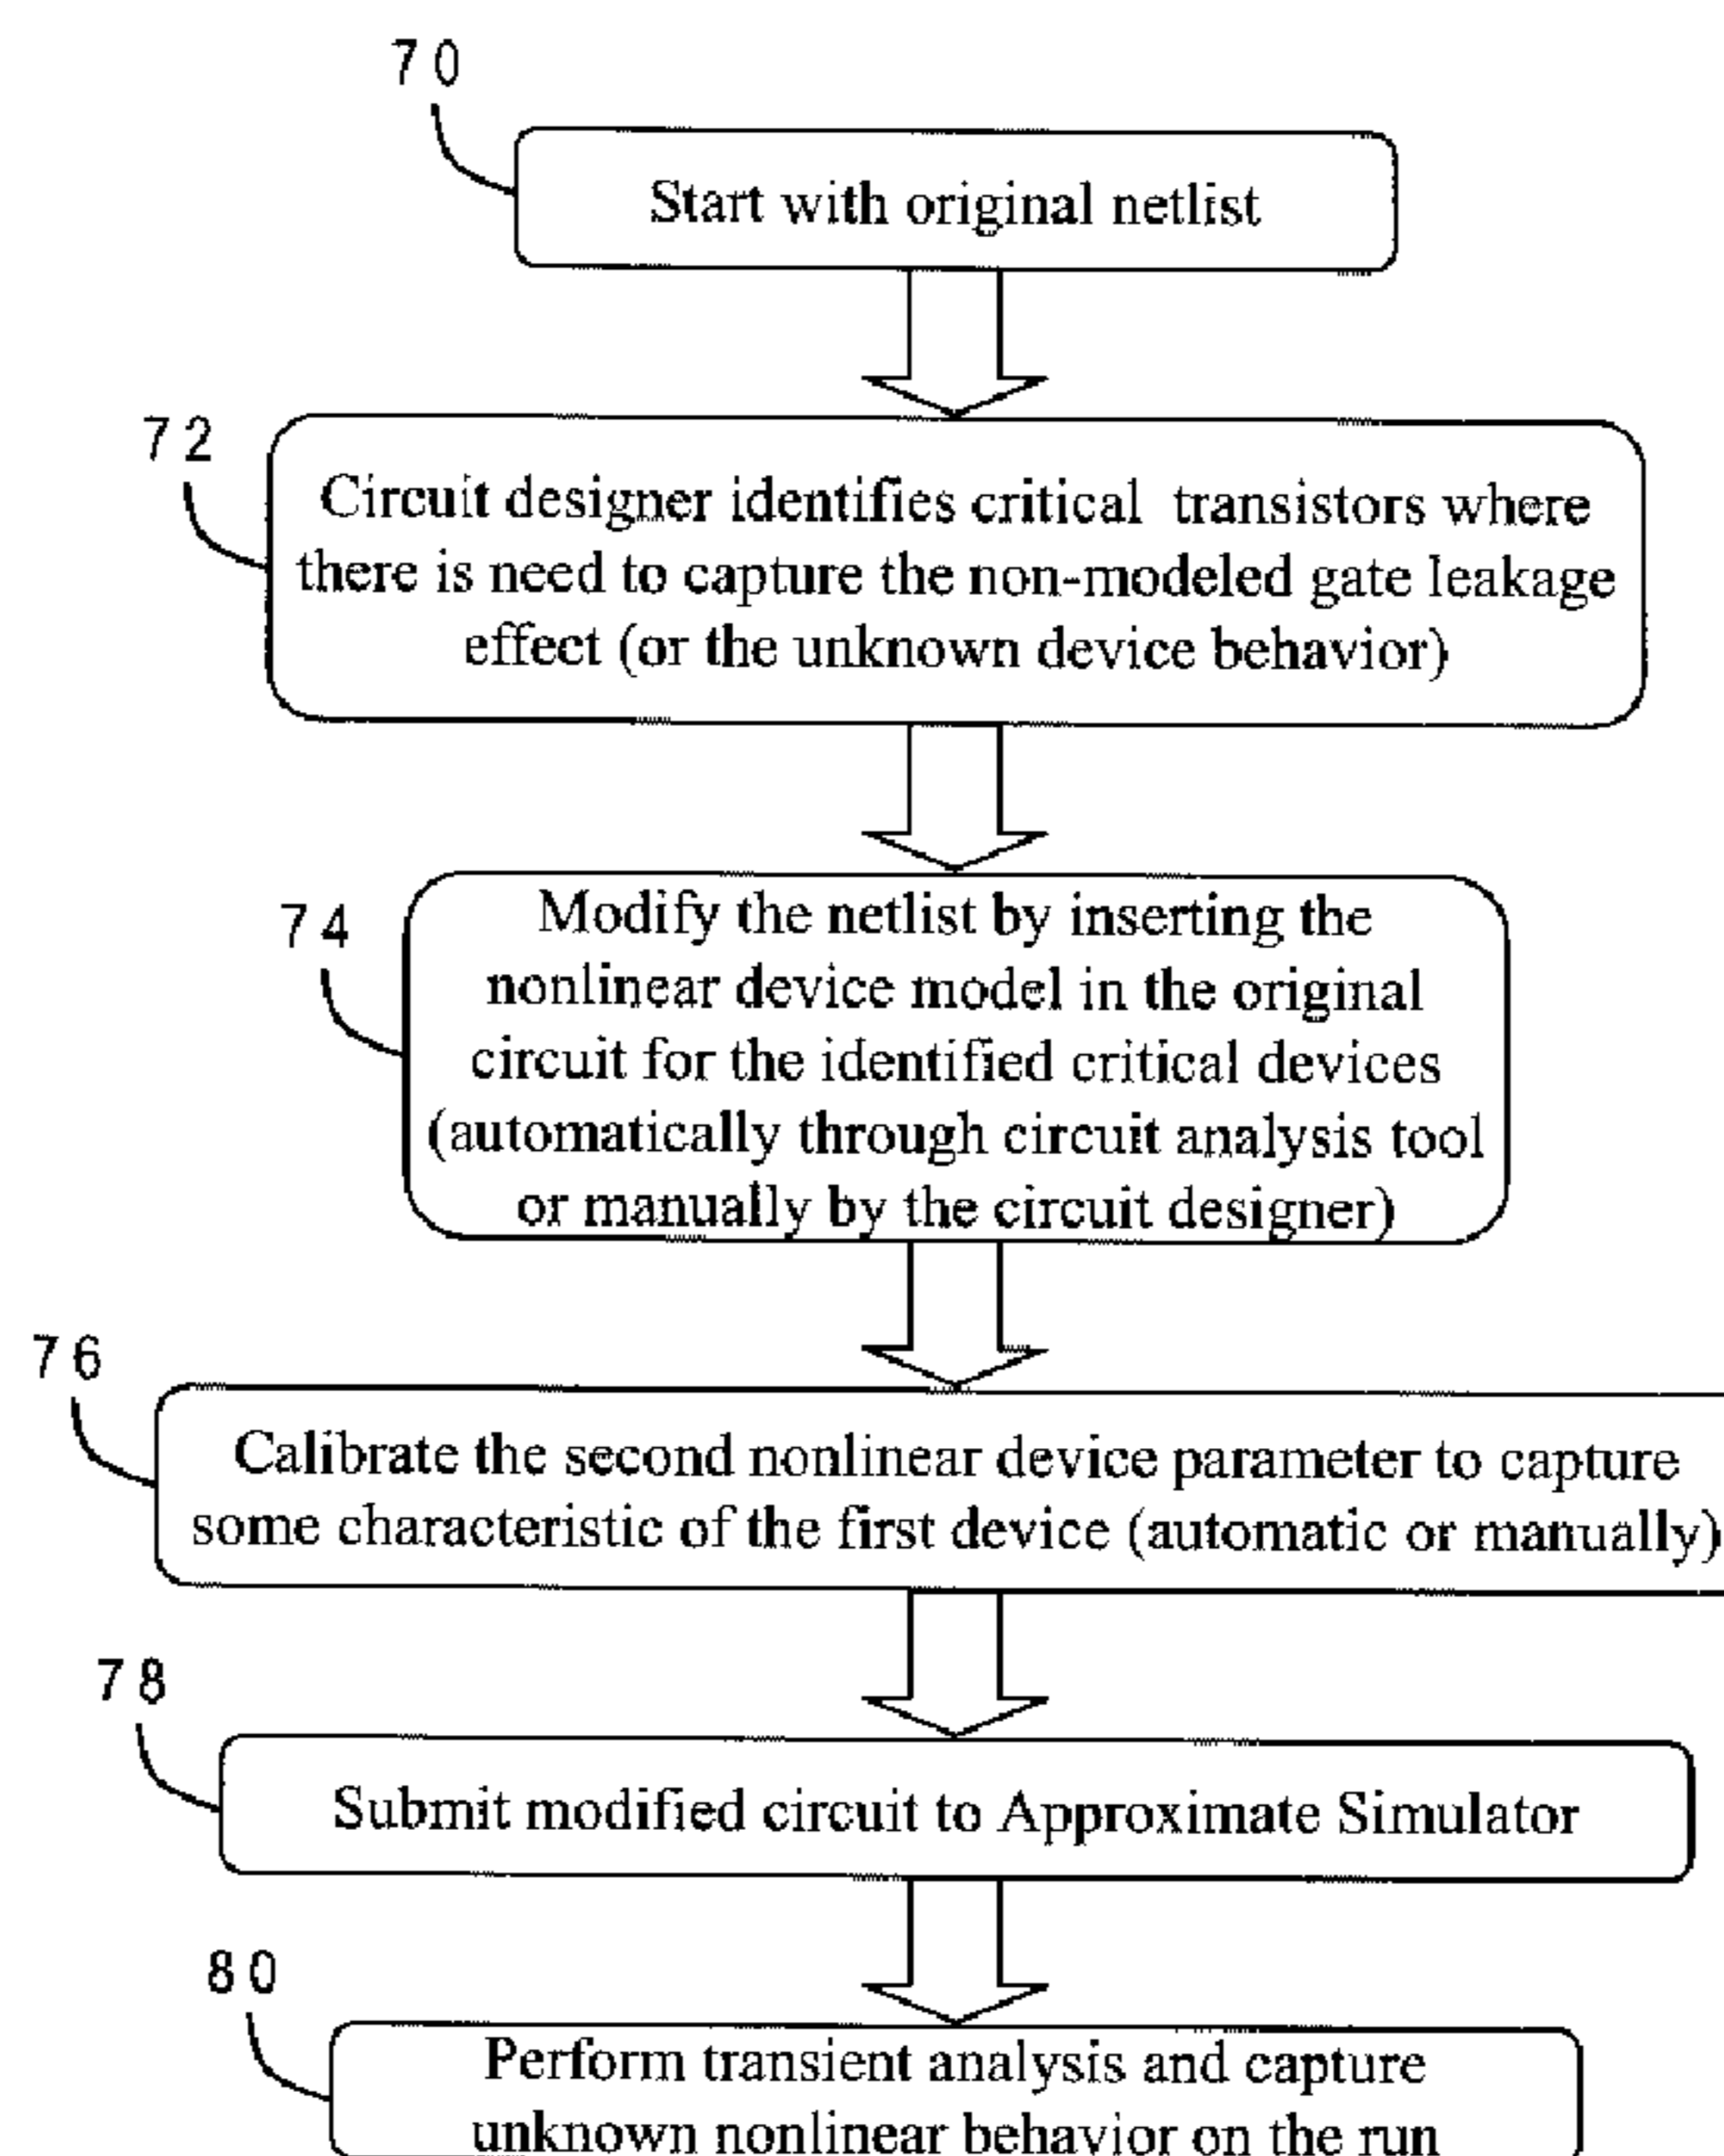 70
Start with original netlist
72
Circuit designer identifies critical transistors where
there is need to capture the non-modeled gate leakage
effect (or the unknown device behavior)
74
Modify the netlist by inserting the
nonlinear device model in the original
circuit for the identified critical devices
(automatically through circuit analysis tool
or manually by the circuit designer)
76
Calibrate the second nonlinear device parameter to capture
some characteristic of the first device (automatic or manually)
78
Submit modified circuit to Approximate Simulator
80
Perform transient analysis and capture
unknown nonlinear behavior on the run